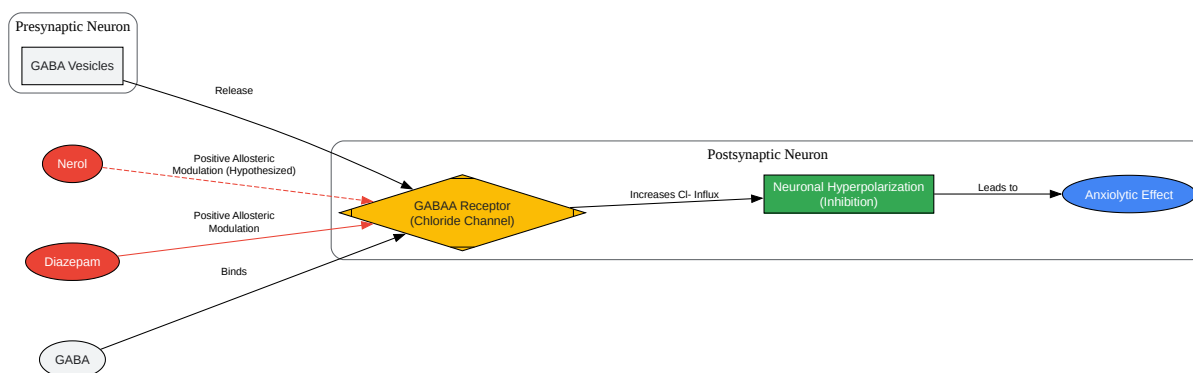 Presynaptic Neuron
GABA Vesicles
Release
Nerol
Positive Allosteric
Modulation (Hypothesized)
Postsynaptic Neuron
GABAA Receptor
(Chloride Channel)
Increases Cl- Influx
Neuronal Hyperpolarization
(Inhibition)
Leads to
Anxiolytic Effect
Positive Allosteric
Modulation
Diazepam
Binds
GABA